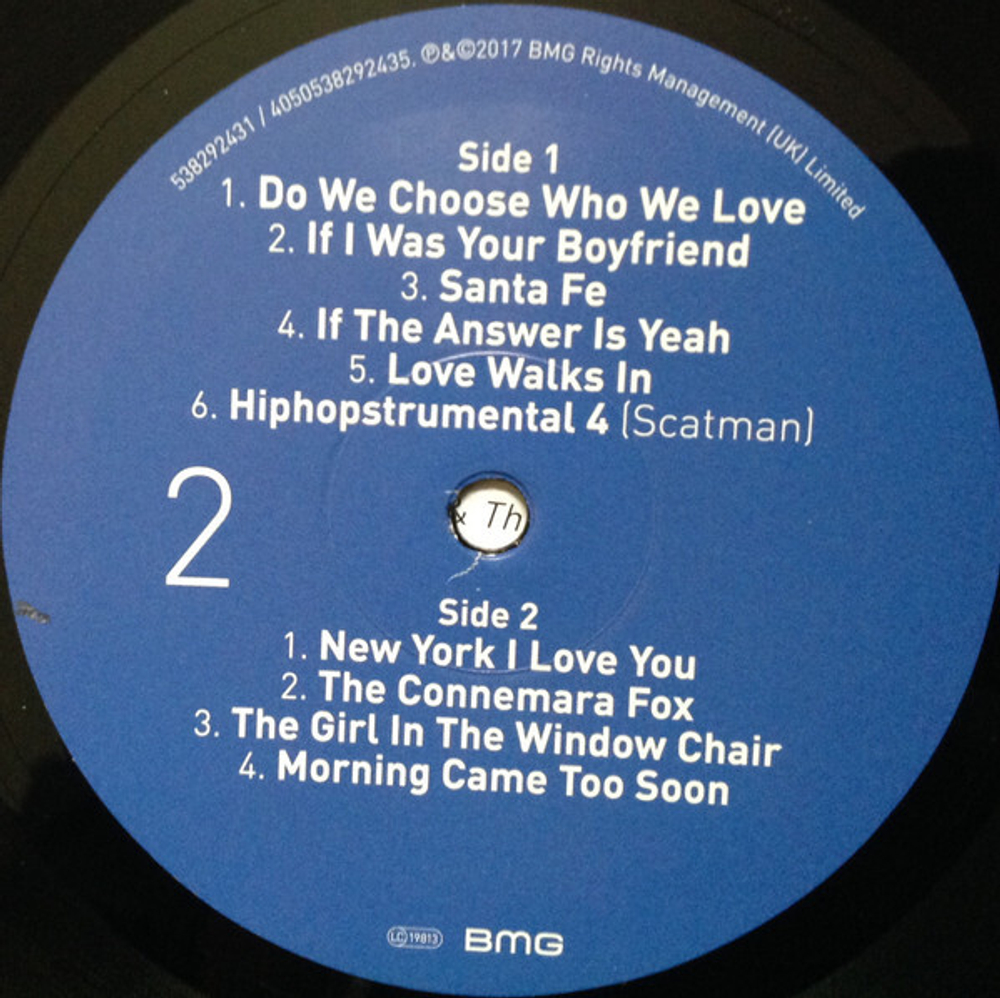 538292431 / 4050538292435. ℗&©2017 BMG Rights Management (UK) Limited
Side 1
1. Do We Choose Who We Love
2. If I Was Your Boyfriend
3. Santa Fe
4. If The Answer Is Yeah
5. Love Walks In
6. Hiphopstrumental 4 (Scatman)
2
& Th
Side 2
1. New York I Love You
2. The Connemara Fox
3. The Girl In The Window Chair
4. Morning Came Too Soon
LC 19813 BMG